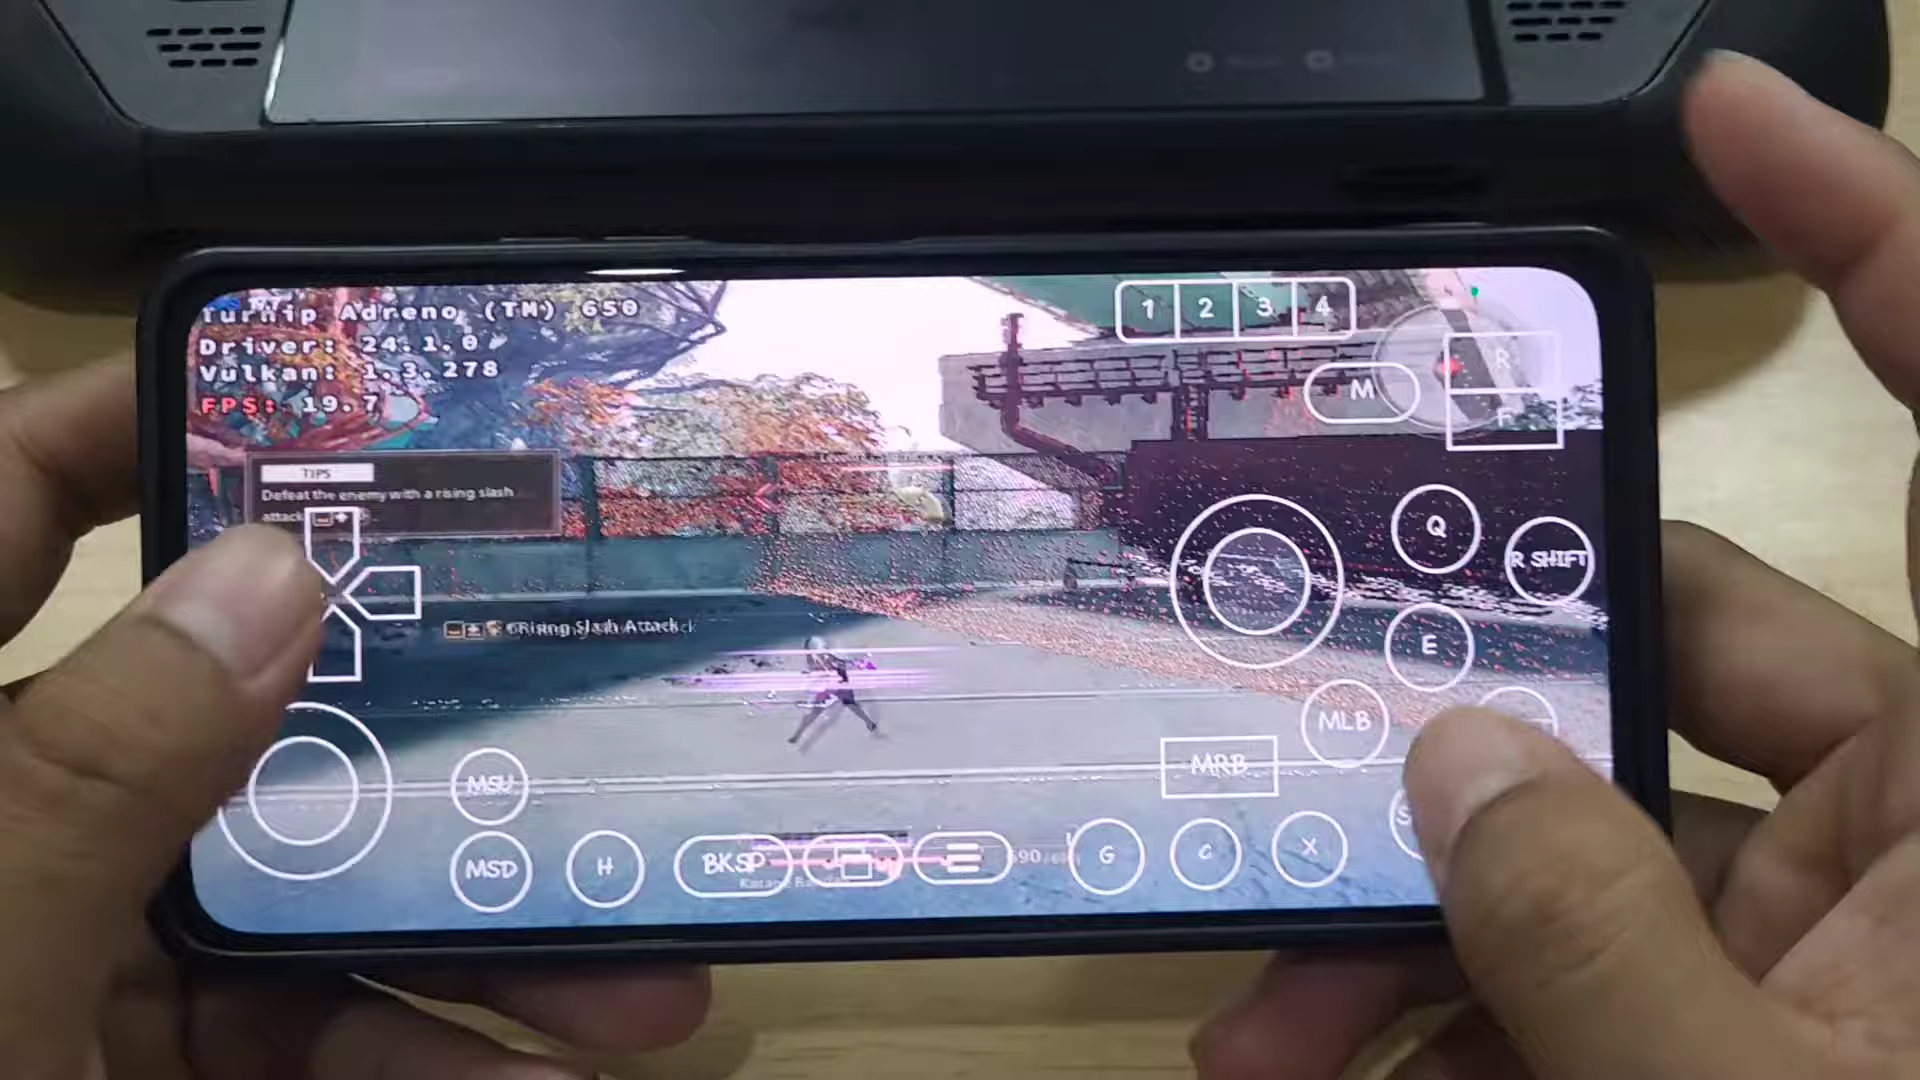 Turnip Adreno (TM) 650
Driver: 24.1.0
Vulkan: 1.3.278
FPS: 19.7
1 2 3 4
R
M
F
TIPS
Defeat the enemy with a rising slash
attack
Q
R SHIFT
Rising Slash Attack
E
MLB
MRB
MSU
MSD
H
BKSP
G
C
X
S